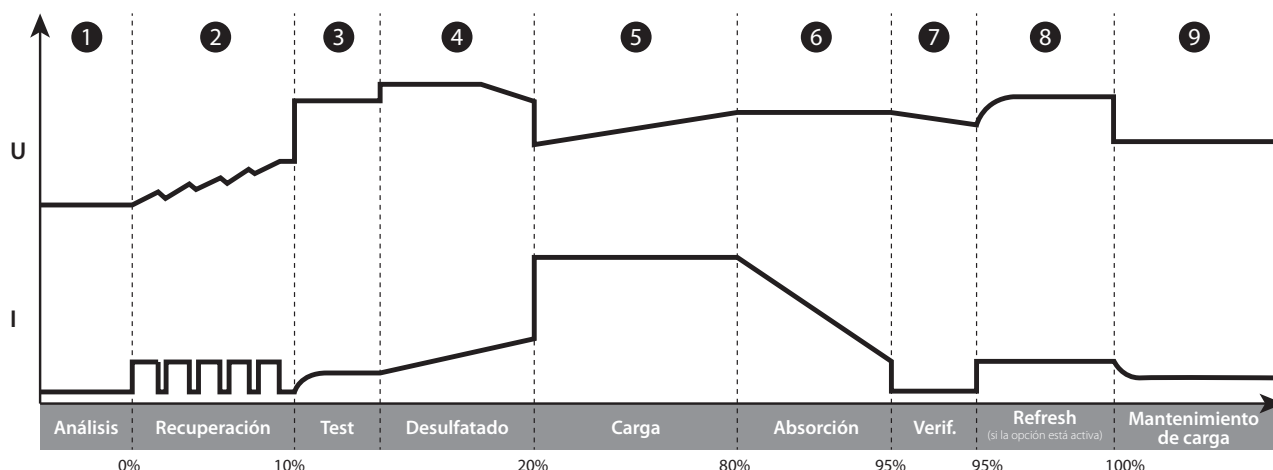 1 2 3 4 5 6 7 8 9
U
I
Análisis Recuperación Test Desulfatado Carga Absorción Verif. Refresh Mantenimiento
(si la opción está activa) de carga
0% 10% 20% 80% 95% 95% 100%